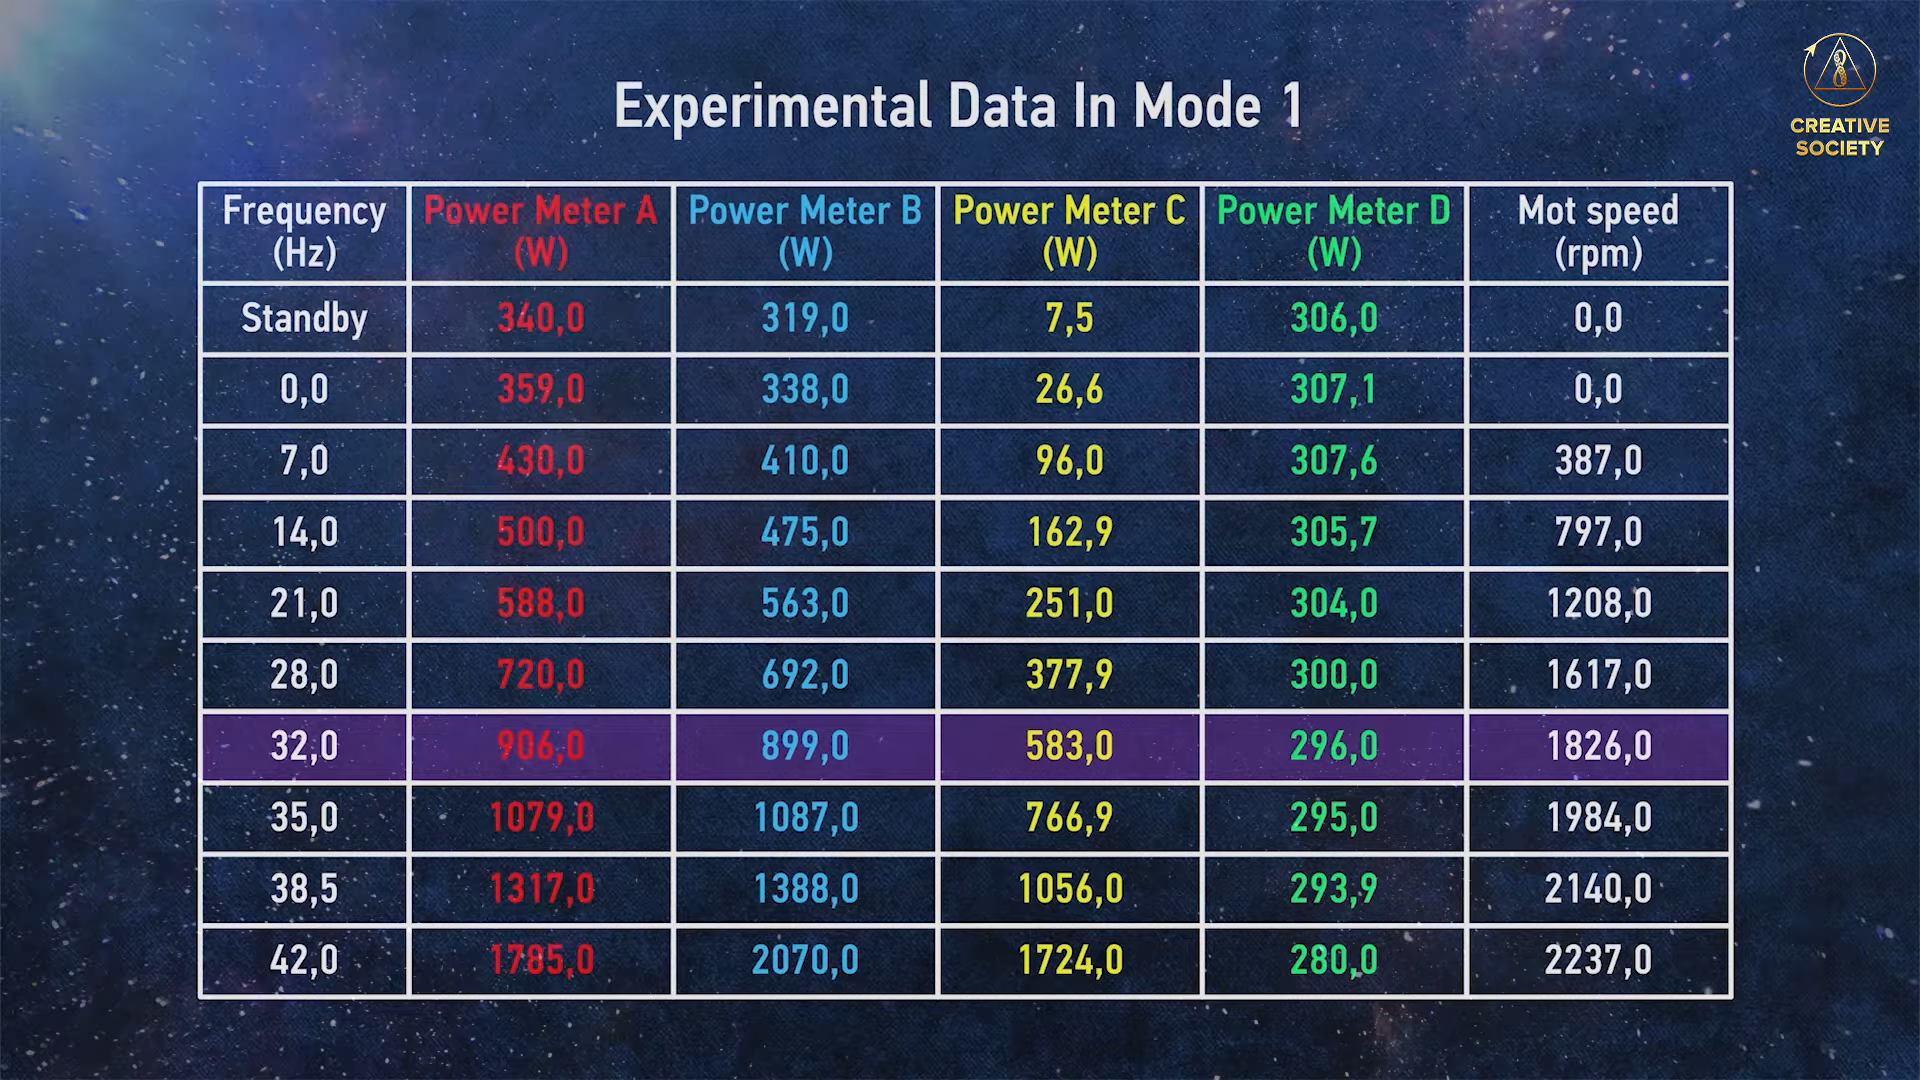 Experimental Data In Mode 1
CREATIVE
SOCIETY
Frequency (Hz) Power Meter A (W) Power Meter B (W) Power Meter C (W) Power Meter D (W) Mot speed (rpm)
Standby 340,0 319,0 7,5 306,0 0,0
0,0 359,0 338,0 26,6 307,1 0,0
7,0 430,0 410,0 96,0 307,6 387,0
14,0 500,0 475,0 162,9 305,7 797,0
21,0 588,0 563,0 251,0 304,0 1208,0
28,0 720,0 692,0 377,9 300,0 1617,0
32,0 906,0 899,0 583,0 296,0 1826,0
35,0 1079,0 1087,0 766,9 295,0 1984,0
38,5 1317,0 1388,0 1056,0 293,9 2140,0
42,0 1785,0 2070,0 1724,0 280,0 2237,0